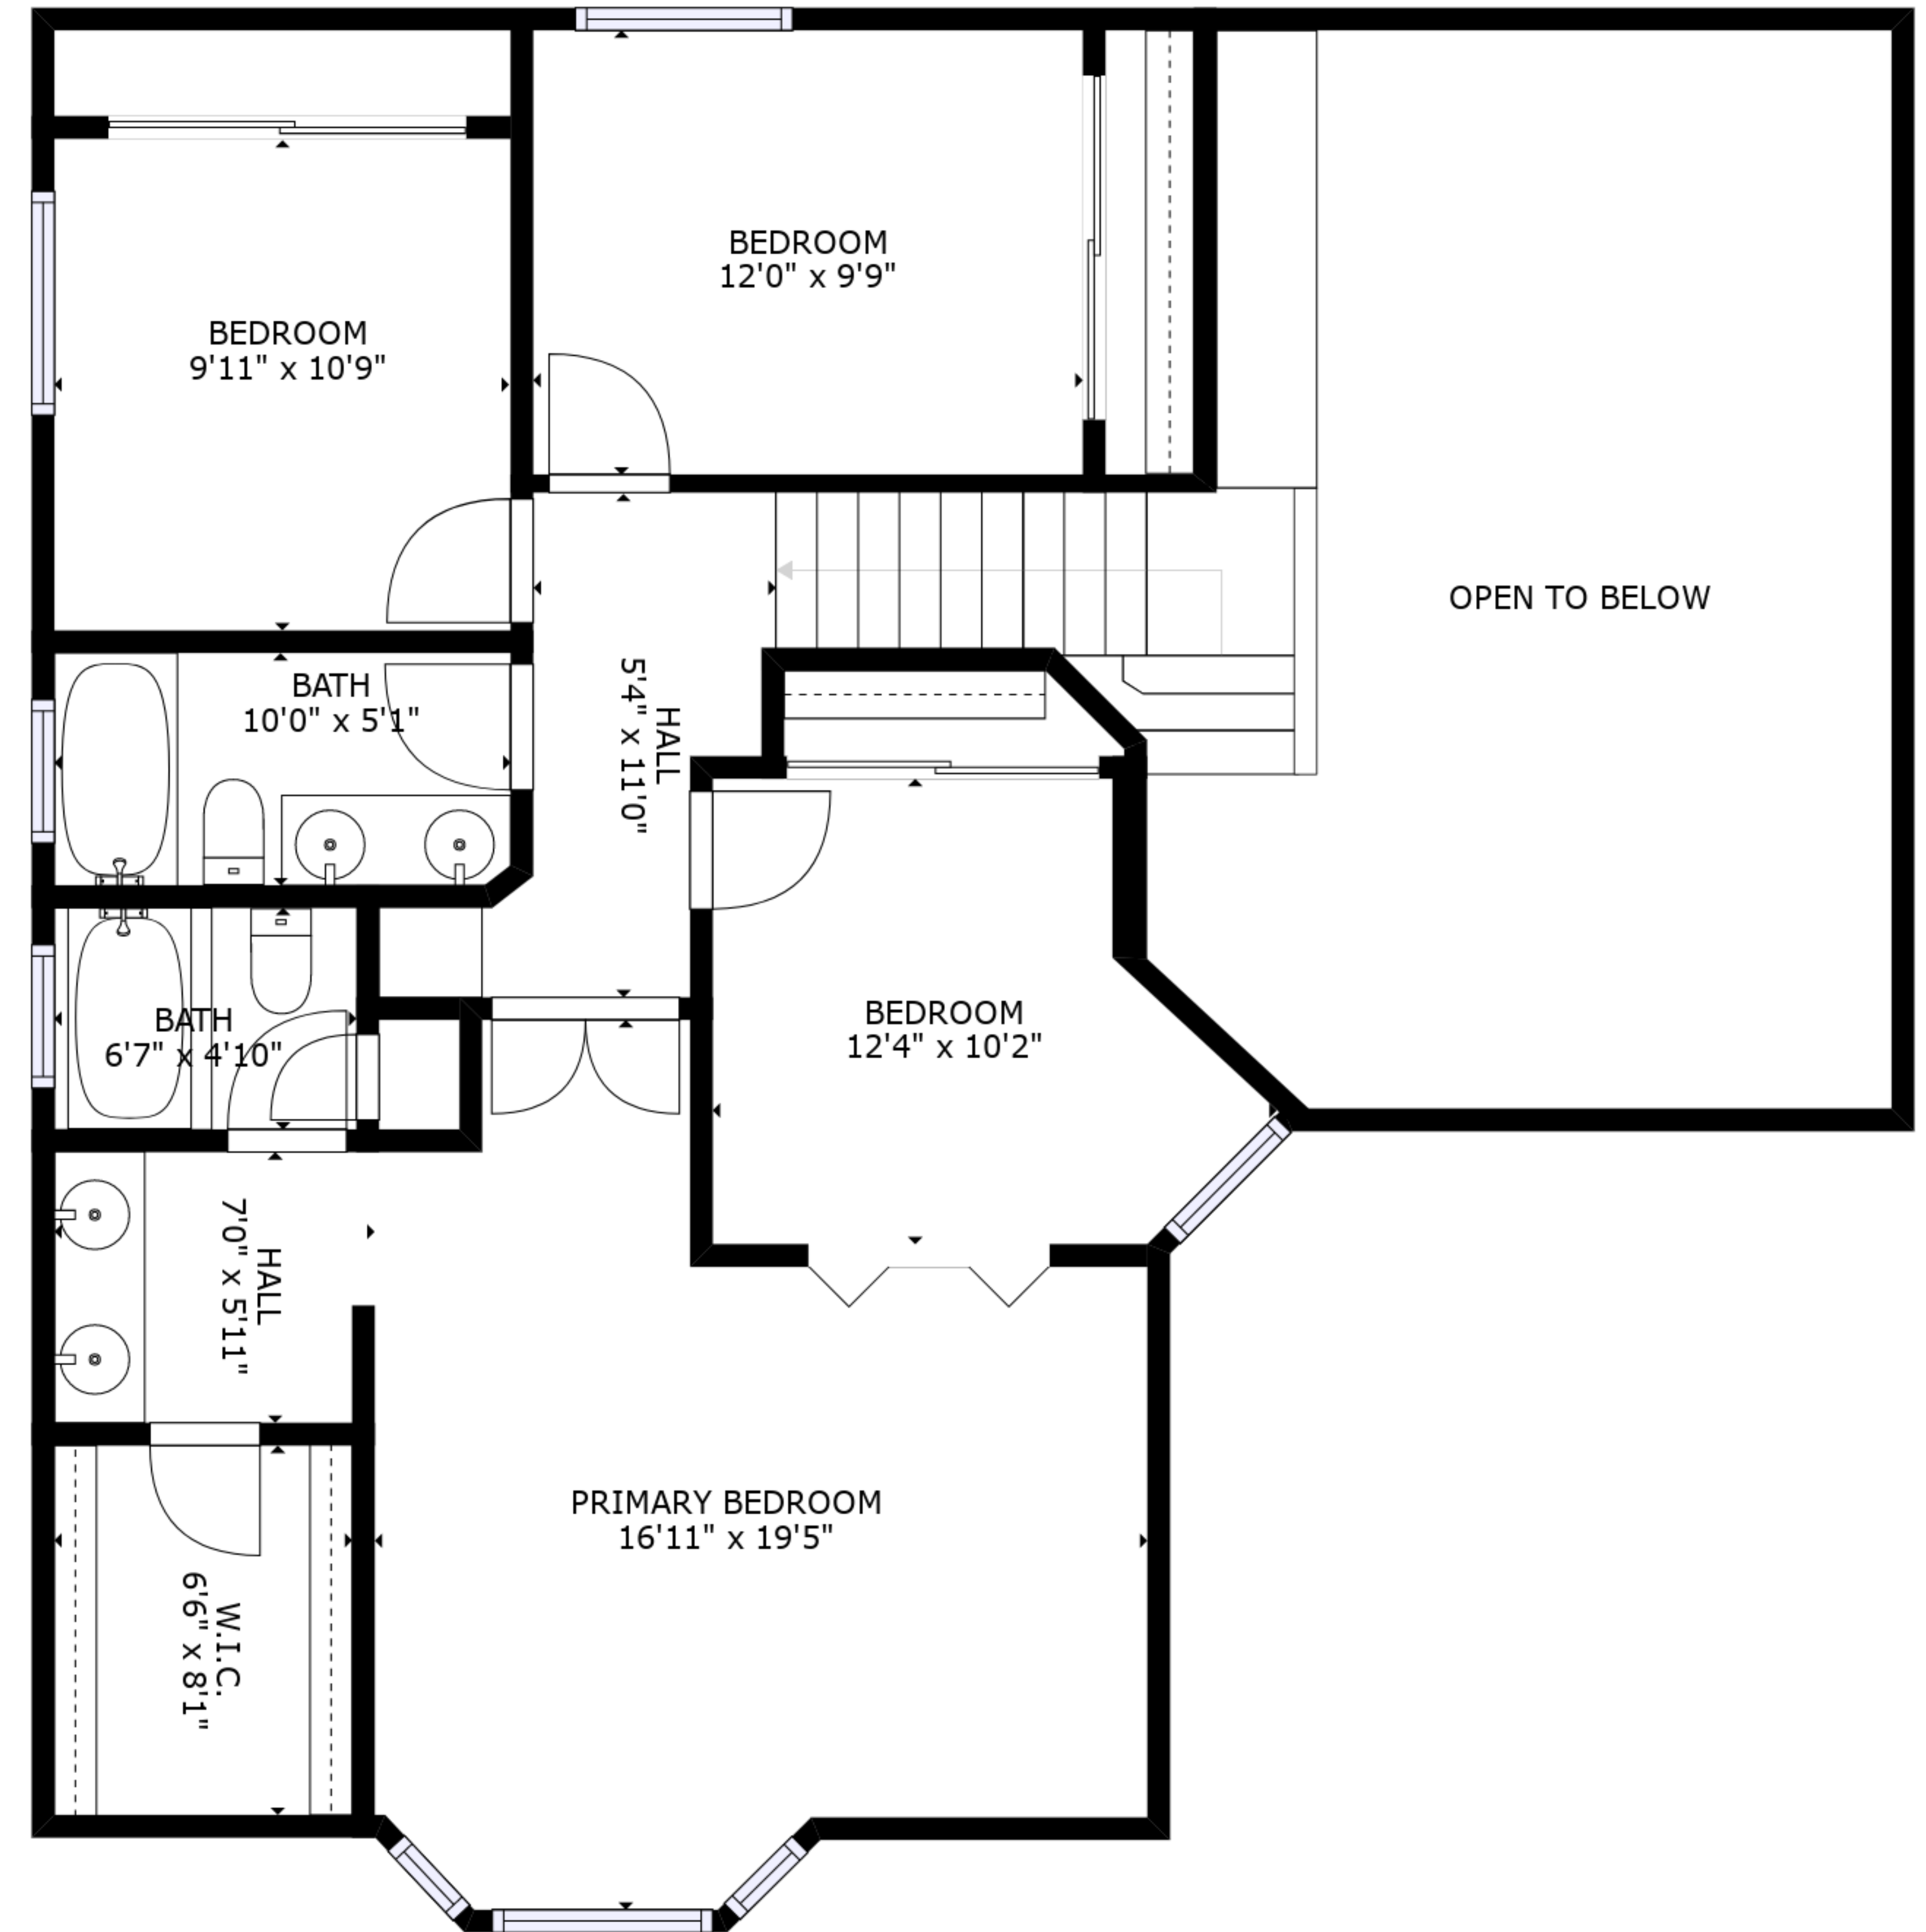 BEDROOM
12'0" x 9'9"
BEDROOM
9'11" x 10'9"
OPEN TO BELOW
BATH
10'0" x 5'1"
HALL
5'4" x 11'0"
BEDROOM
12'4" x 10'2"
BATH
6'7" x 4'10"
HALL
7'0" x 5'11"
PRIMARY BEDROOM
16'11" x 19'5"
W.I.C.
6'6" x 8'1"